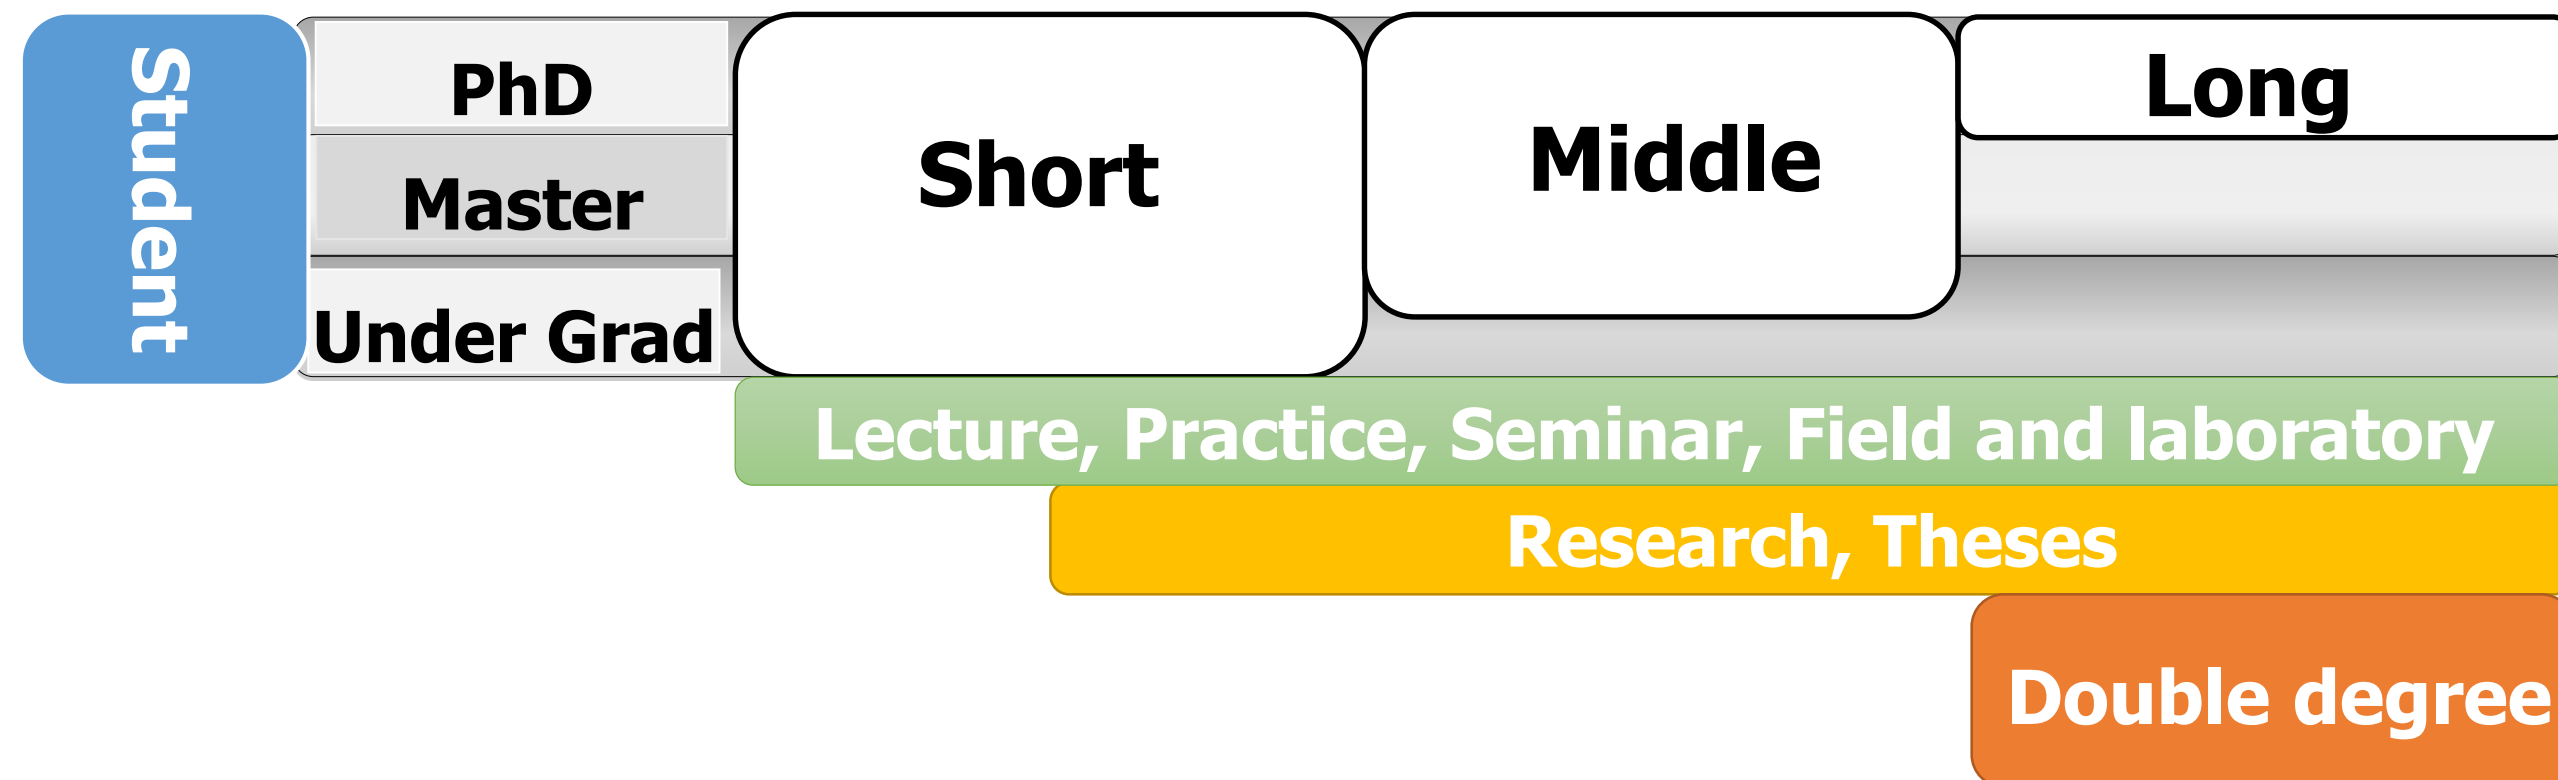 Student
PhD
Master
Under Grad
Short
Middle
Long
Lecture, Practice, Seminar, Field and laboratory
Research, Theses
Double degree